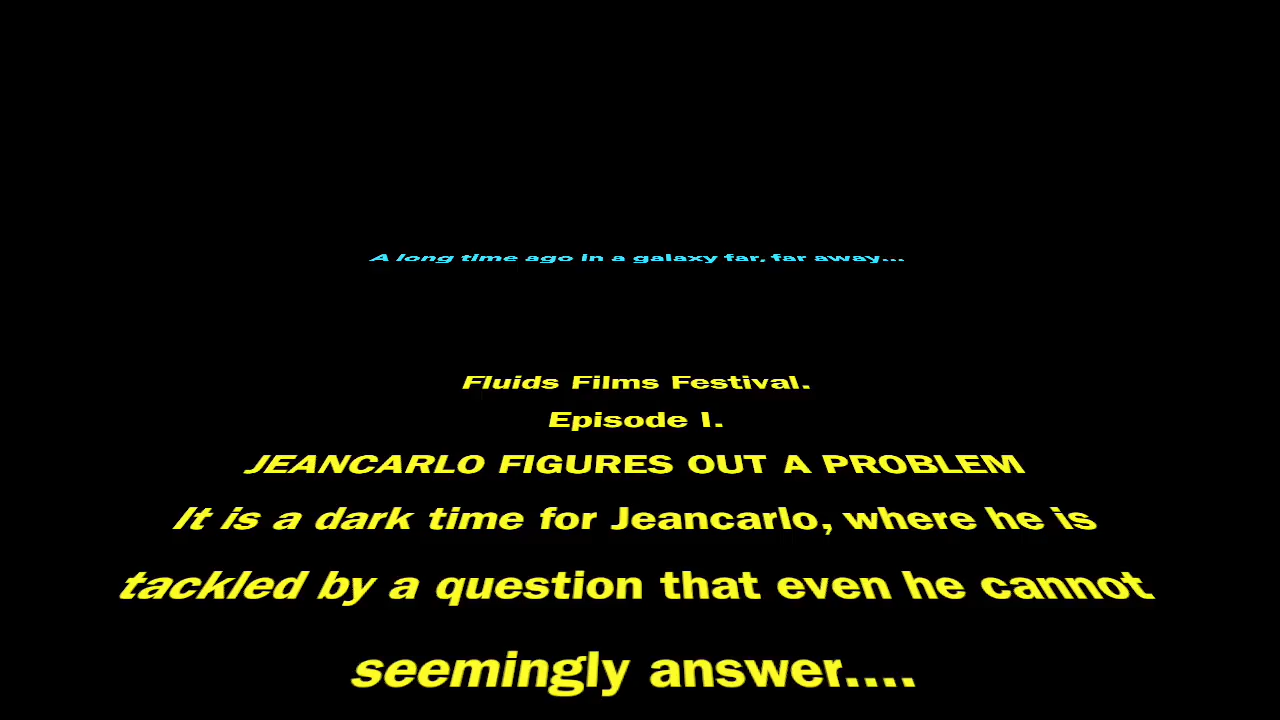 A long time ago in a galaxy far, far away...
Fluids Films Festival.
Episode I.
JEANCARLO FIGURES OUT A PROBLEM
It is a dark time for Jeancarlo, where he is
tackled by a question that even he cannot
seemingly answer....